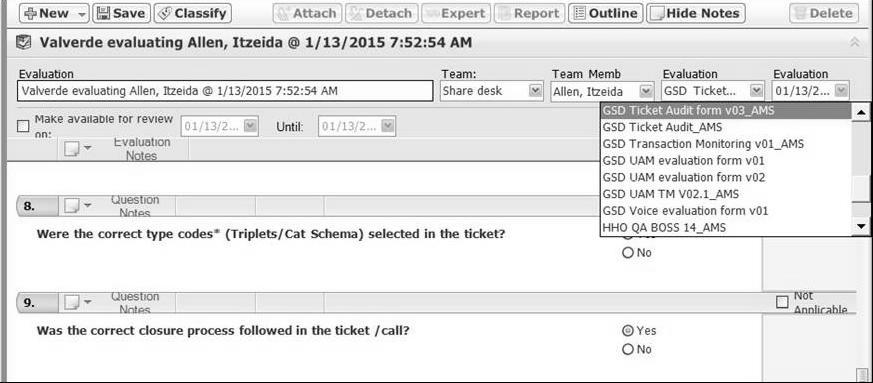 New Save Classify Attach Detach Expert Report Outline Hide Notes Delete
Valverde evaluating Allen, Itzeida @ 1/13/2015 7:52:54 AM
Evaluation Team: Team Memb Evaluation Evaluation
Valverde evaluating Allen, Itzeida @ 1/13/2015 7:52:54 AM Share desk Allen, Itzeida GSD Ticket... 01/13/2...
Make available for review
on: 01/13/2... Until: 01/13/2...
Evaluation
Notes
GSD Ticket Audit form v03_AMS
GSD Ticket Audit_AMS
GSD Transaction Monitoring v01_AMS
GSD UAM evaluation form v01
GSD UAM evaluation form v02
GSD UAM TM V02.1_AMS
GSD Voice evaluation form v01
HHO QA BOSS 14_AMS
8. Question
Notes
Were the correct type codes* (Triplets/Cat Schema) selected in the ticket?
No
9. Question
Notes
Not
Applicable
Was the correct closure process followed in the ticket /call? Yes
No